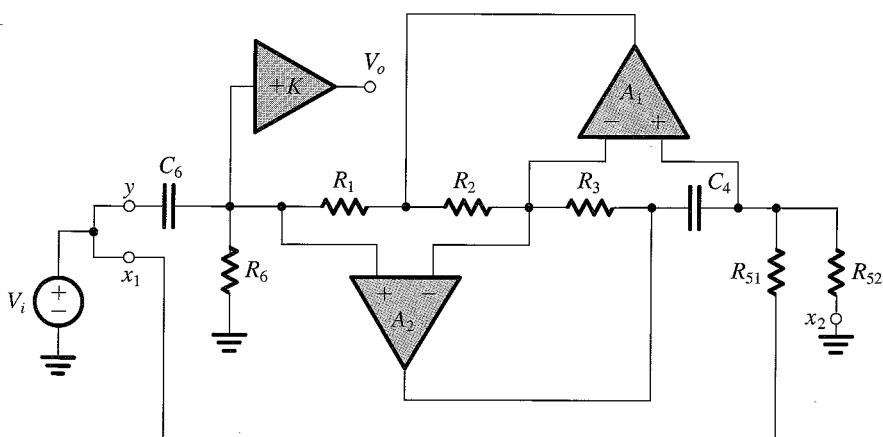 +K
V_o
A_1
− +
C_6
R_1
R_2
R_3
C_4
y
x_1
R_6
+ −
A_2
R_51
R_52
V_i
+
−
x_2